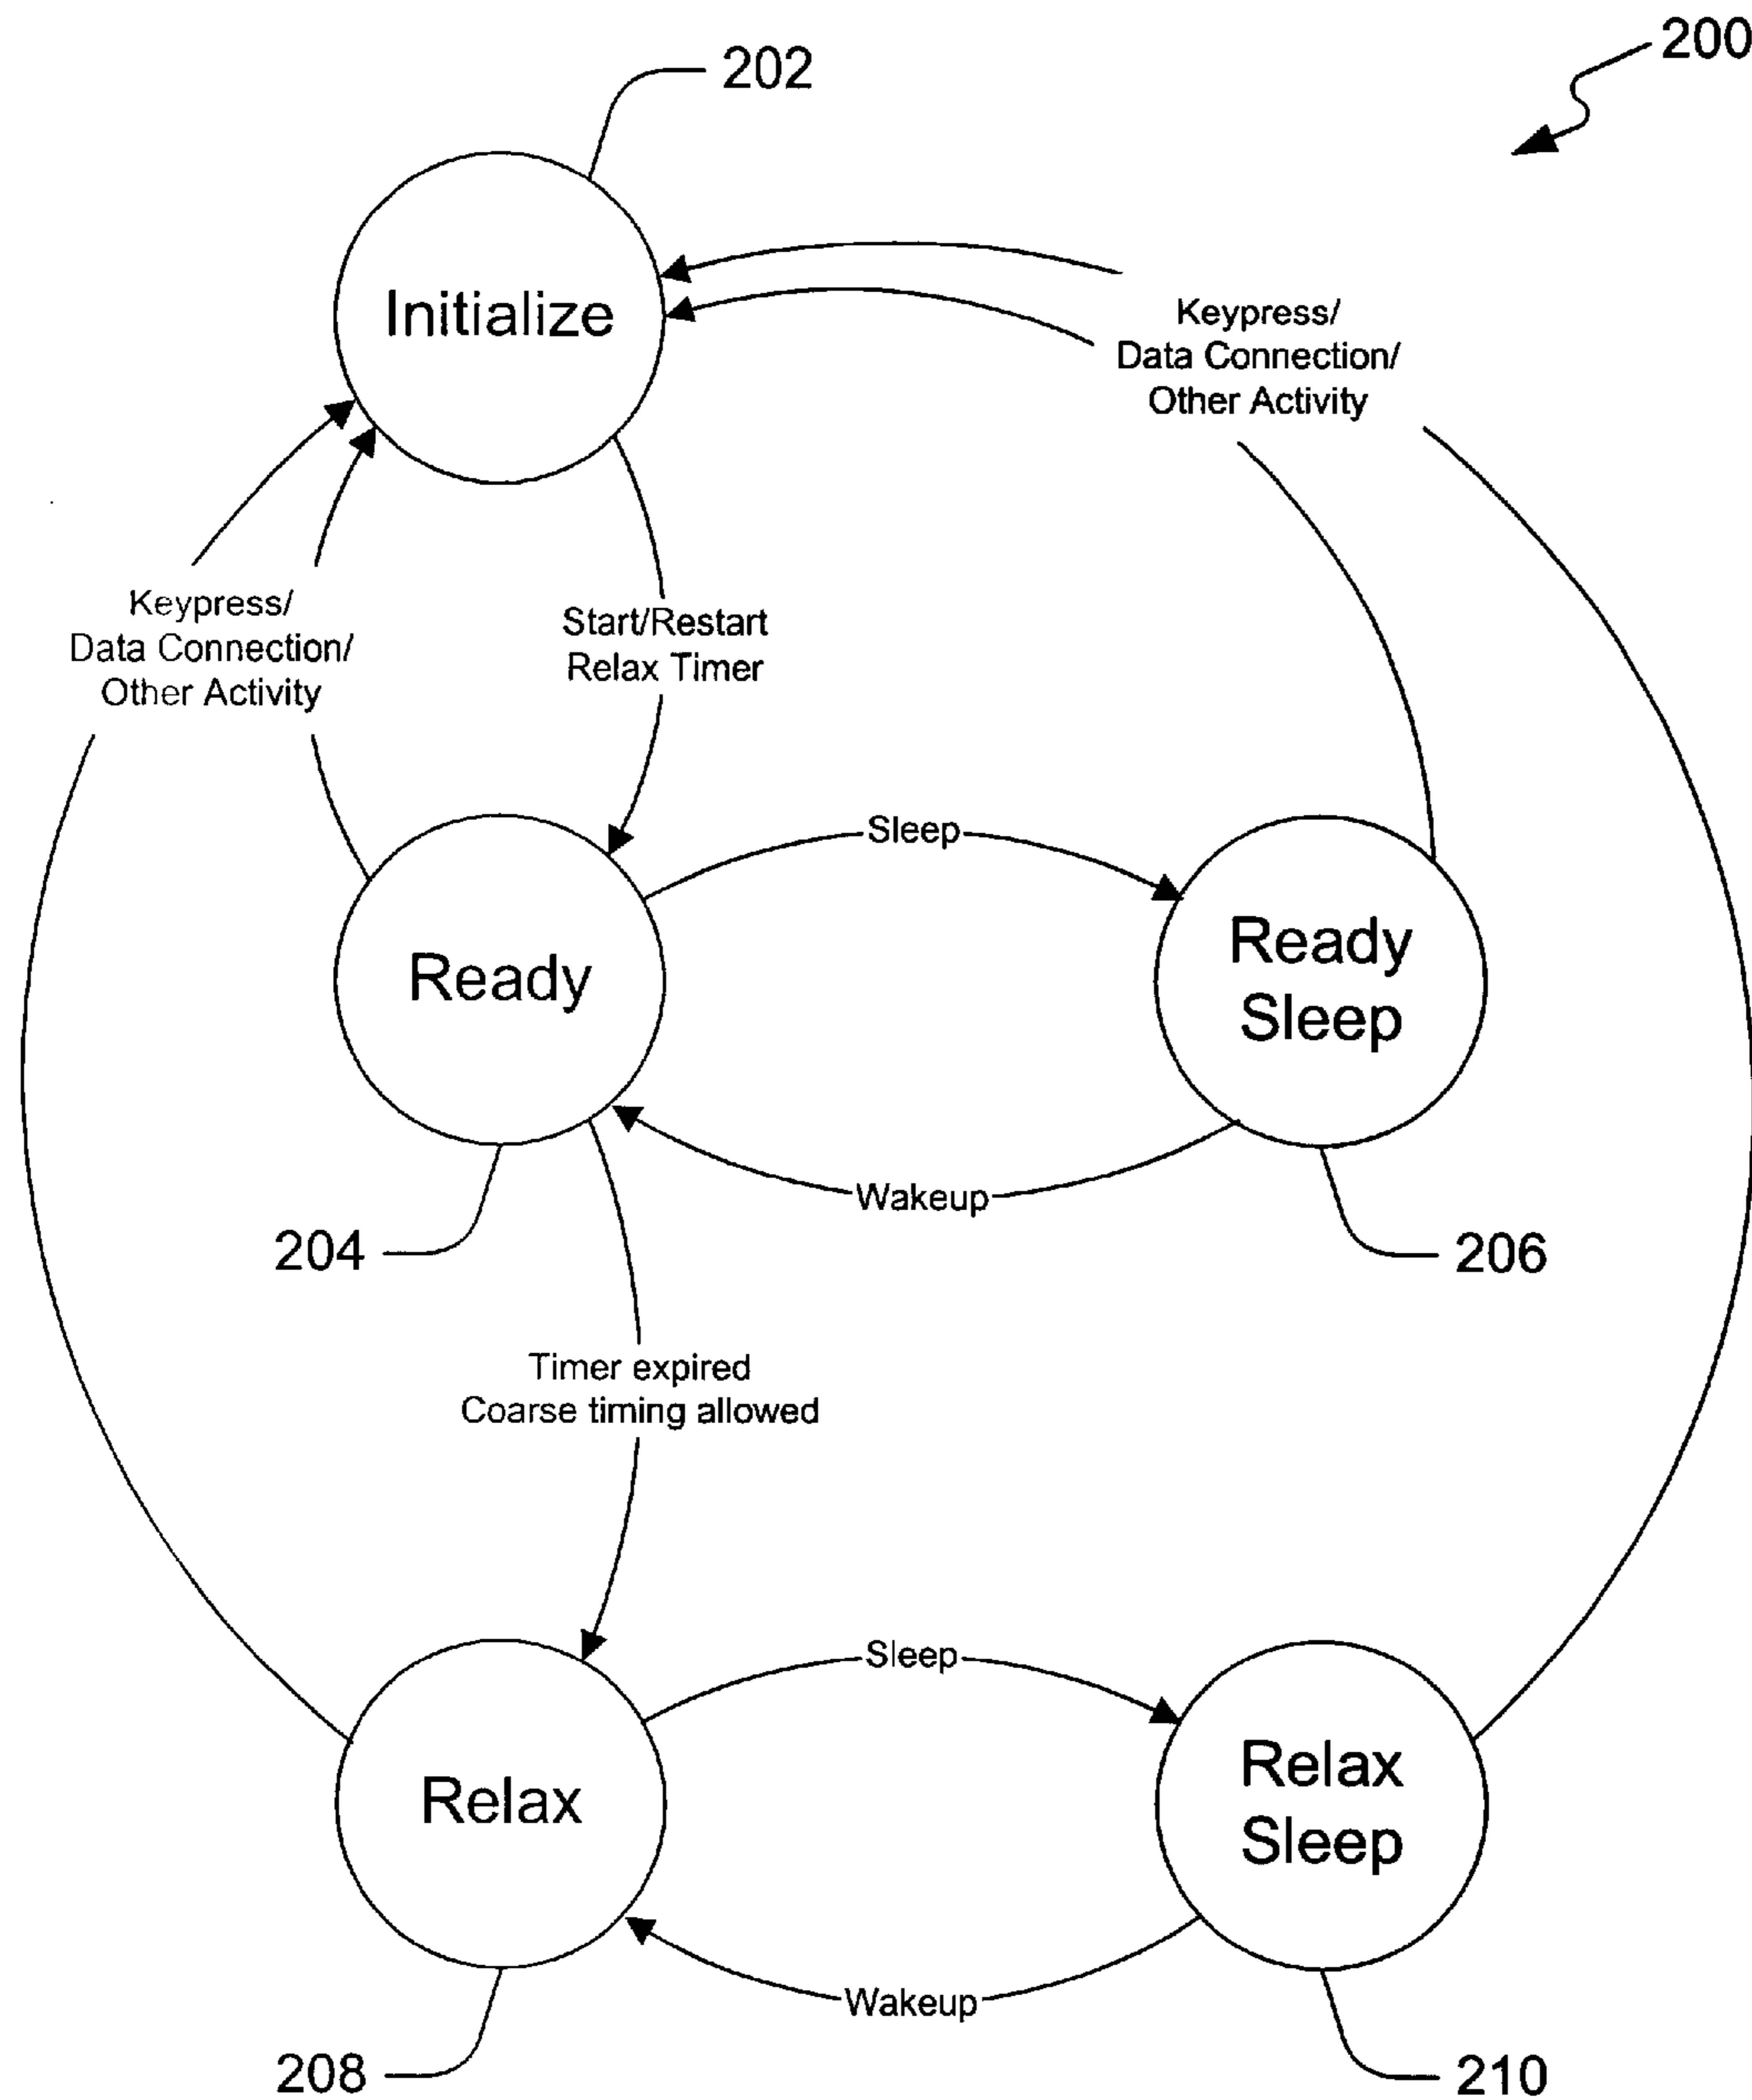 200
202
Initialize
Keypress/
Data Connection/
Other Activity
Keypress/
Data Connection/
Other Activity
Start/Restart
Relax Timer
Sleep
Ready
Ready
Sleep
Wakeup
204
206
Timer expired
Coarse timing allowed
Sleep
Relax
Relax
Sleep
Wakeup
208
210